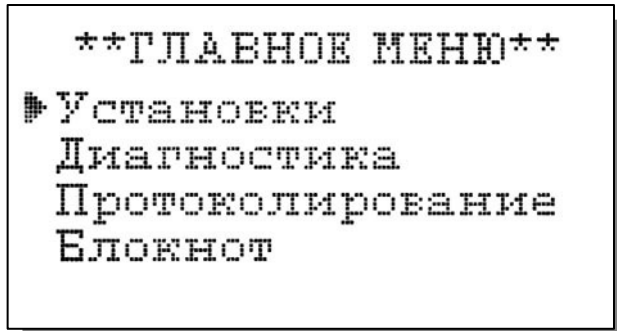 **ГЛАВНОЕ МЕНЮ**
Установки
Диагностика
Протоколирование
Блокнот